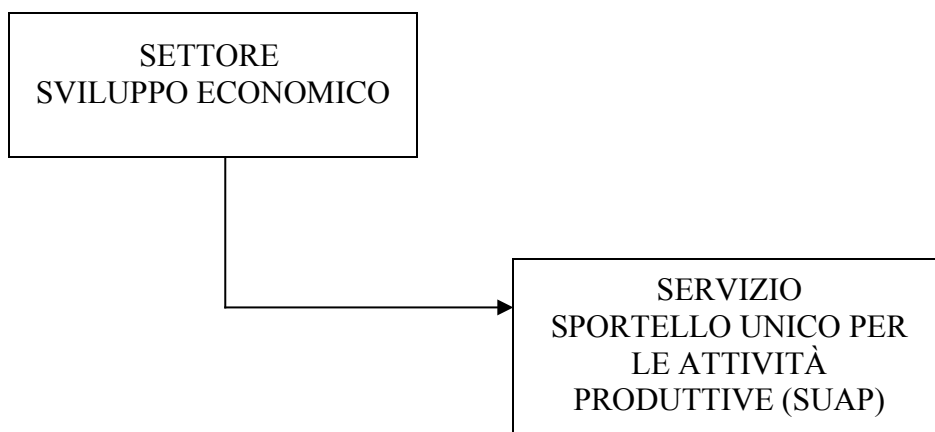 SETTORE
SVILUPPO ECONOMICO
SERVIZIO
SPORTELLO UNICO PER
LE ATTIVITÀ
PRODUTTIVE (SUAP)